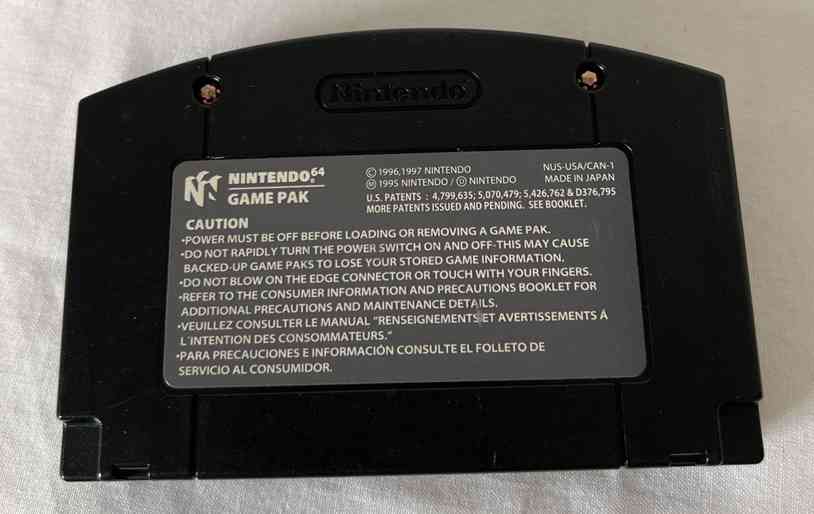 Nintendo
NINTENDO 64
GAME PAK
© 1996,1997 NINTENDO
Ⓜ 1995 NINTENDO / Ⓓ NINTENDO
NUS-USA/CAN-1
MADE IN JAPAN
U.S. PATENTS : 4,799,635; 5,070,479; 5,426,762 & D376,795
MORE PATENTS ISSUED AND PENDING. SEE BOOKLET.
CAUTION
•POWER MUST BE OFF BEFORE LOADING OR REMOVING A GAME PAK.
•DO NOT RAPIDLY TURN THE POWER SWITCH ON AND OFF-THIS MAY CAUSE
BACKED-UP GAME PAKS TO LOSE YOUR STORED GAME INFORMATION.
•DO NOT BLOW ON THE EDGE CONNECTOR OR TOUCH WITH YOUR FINGERS.
•REFER TO THE CONSUMER INFORMATION AND PRECAUTIONS BOOKLET FOR
ADDITIONAL PRECAUTIONS AND MAINTENANCE DETAILS.
•VEUILLEZ CONSULTER LE MANUAL "RENSEIGNEMENTS ET AVERTISSEMENTS Á
L'INTENTION DES CONSOMMATEURS."
•PARA PRECAUCIONES E INFORMACIÓN CONSULTE EL FOLLETO DE
SERVICIO AL CONSUMIDOR.